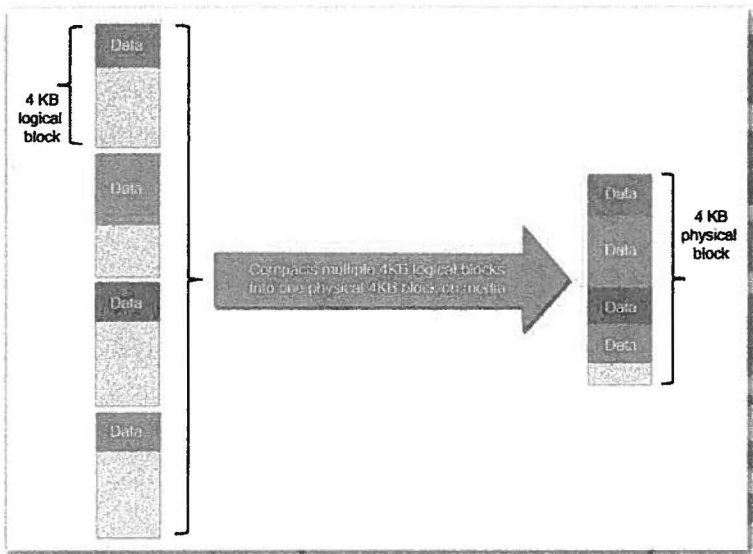 Data
4 KB
logical
block
Data
Data
Data
Compacts multiple 4KB logical blocks
Into one physical 4KB block on media
Data
Data
Data
Data
4 KB
physical
block